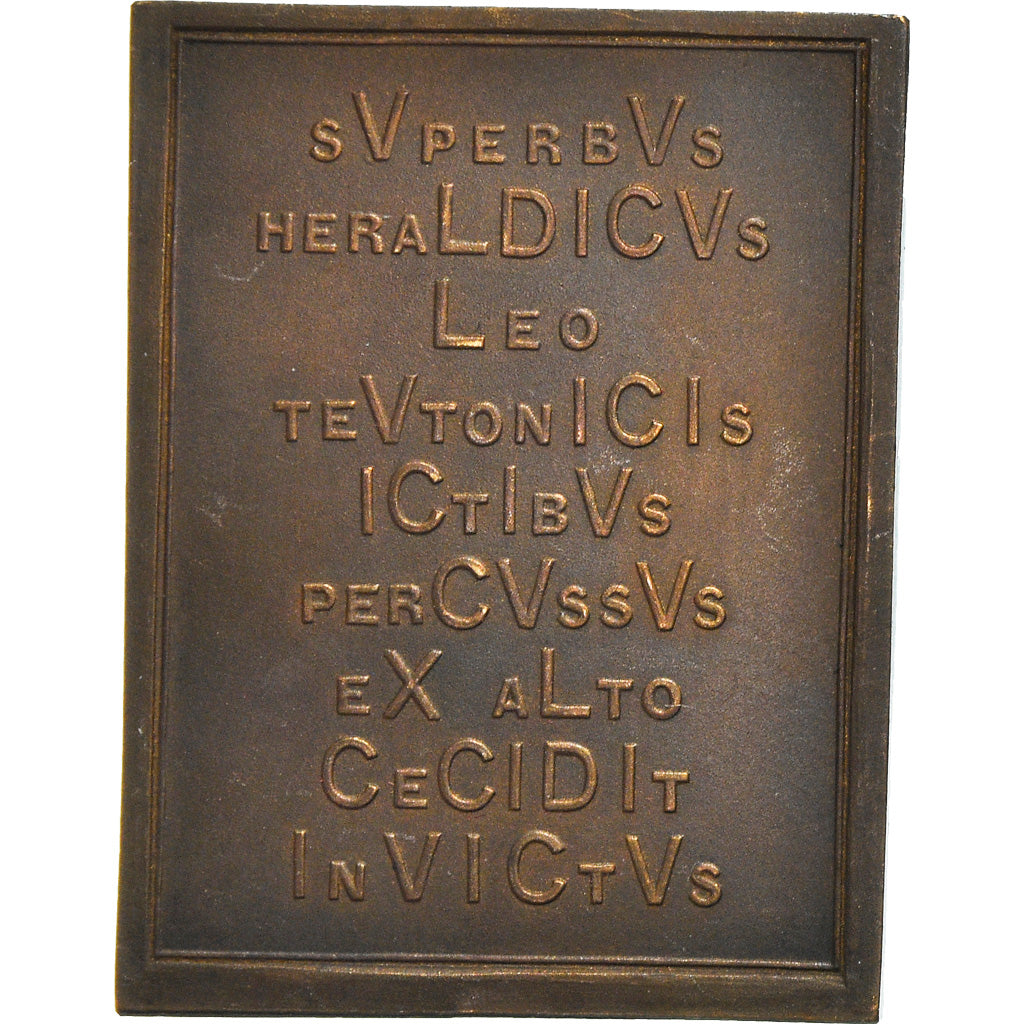 sVperbVs
heraLDICVs
Leo
teVtonICIs
ICtIbVs
perCVssVs
eX aLto
CeCIDIt
InVICtVs